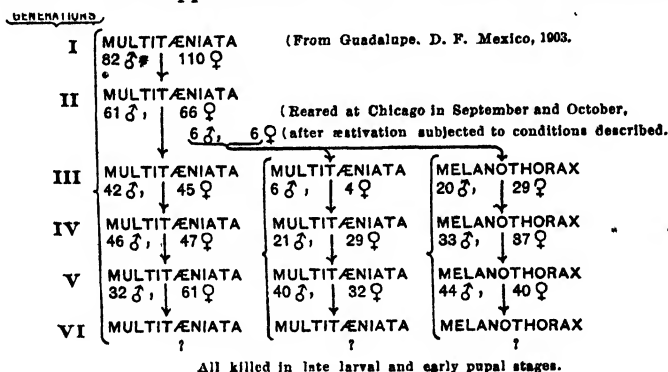 GENERATIONS
I MULTITÆNIATA (From Guadalupe. D. F. Mexico, 1903.
82 ♂ 110 ♀
II MULTITÆNIATA
61 ♂, 66 ♀ (Reared at Chicago in September and October,
6 ♂, 6 ♀ (after æstivation subjected to conditions described.
III MULTITÆNIATA MULTITÆNIATA MELANOTHORAX
42 ♂, 45 ♀ 6 ♂, 4 ♀ 20 ♂, 29 ♀
IV MULTITÆNIATA MULTITÆNIATA MELANOTHORAX
46 ♂, 47 ♀ 21 ♂, 29 ♀ 33 ♂, 87 ♀
V MULTITÆNIATA MULTITÆNIATA MELANOTHORAX
32 ♂, 61 ♀ 40 ♂, 32 ♀ 44 ♂, 40 ♀
VI MULTITÆNIATA MULTITÆNIATA MELANOTHORAX
? ? ?
All killed in late larval and early pupal stages.